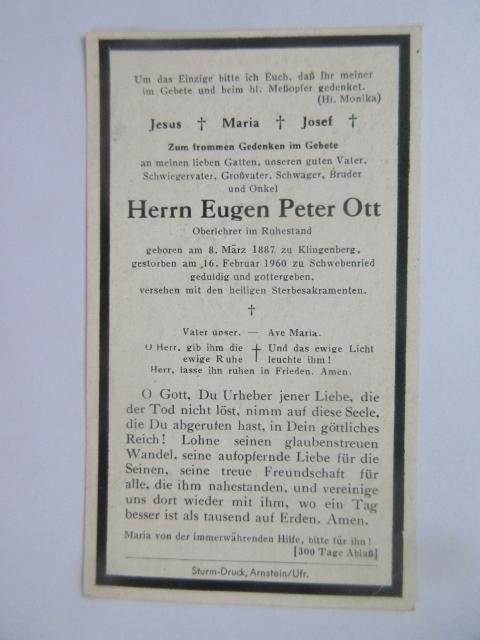 Um das Einzige bitte ich Euch, daß Ihr meiner
im Gebete und beim hl. Meßopfer gedenket.
(Hl. Monika)
Jesus † Maria † Josef †
Zum frommen Gedenken im Gebete
an meinen lieben Gatten, unseren guten Vater,
Schwiegervater, Großvater, Schwager, Bruder
und Onkel
Herrn Eugen Peter Ott
Oberlehrer im Ruhestand
geboren am 8. März 1887 zu Klingenberg,
gestorben am 16. Februar 1960 zu Schwebenried
geduldig und gottergeben,
versehen mit den heiligen Sterbesakramenten.
†
Vater unser. — Ave Maria.
O Herr, gib ihm die † Und das ewige Licht
ewige Ruhe † leuchte ihm!
Herr, lasse ihn ruhen in Frieden. Amen.
O Gott, Du Urheber jener Liebe, die
der Tod nicht löst, nimm auf diese Seele,
die Du abgerufen hast, in Dein göttliches
Reich! Lohne seinen glaubenstreuen
Wandel, seine aufopfernde Liebe für die
Seinen, seine treue Freundschaft für
alle, die ihm nahestanden, und vereinige
uns dort wieder mit ihm, wo ein Tag
besser ist als tausend auf Erden. Amen.
Maria von der immerwährenden Hilfe, bitte für ihn!
[300 Tage Ablaß]
Sturm-Druck, Arnstein/Ufr.